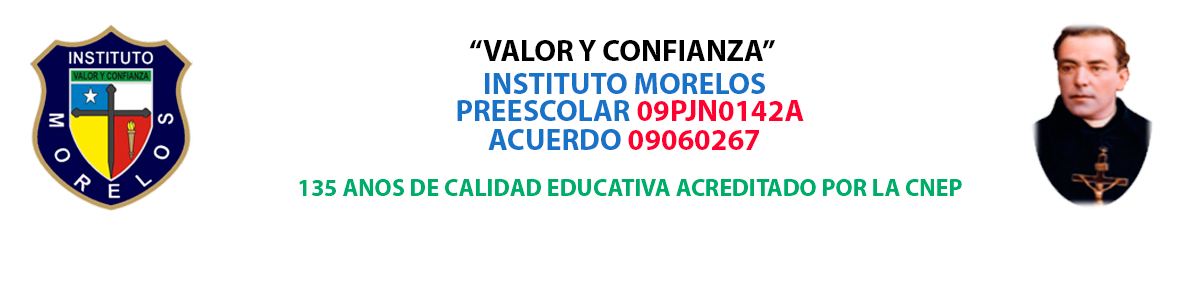 INSTITUTO
VALOR Y CONFIANZA
MORELOS
“VALOR Y CONFIANZA”
INSTITUTO MORELOS
PREESCOLAR 09PJN0142A
ACUERDO 09060267
135 ANOS DE CALIDAD EDUCATIVA ACREDITADO POR LA CNEP